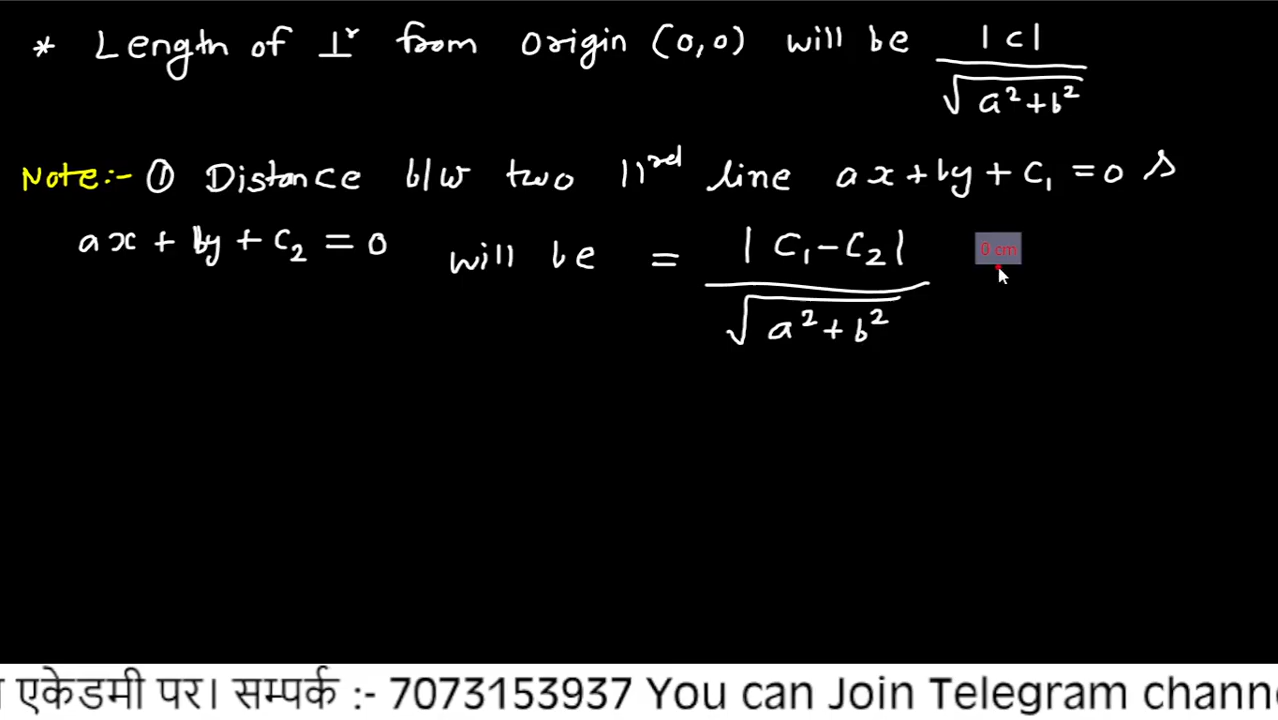 * Length of ⊥r from origin (0,0) will be |c| / √(a²+b²)
Note:- ① Distance b/w two ||rel line ax+by+C₁=0 &
ax+by+C₂=0 will be = |C₁-C₂| / √(a²+b²)
0 cm
एकेडमी पर। सम्पर्क :- 7073153937 You can Join Telegram channe